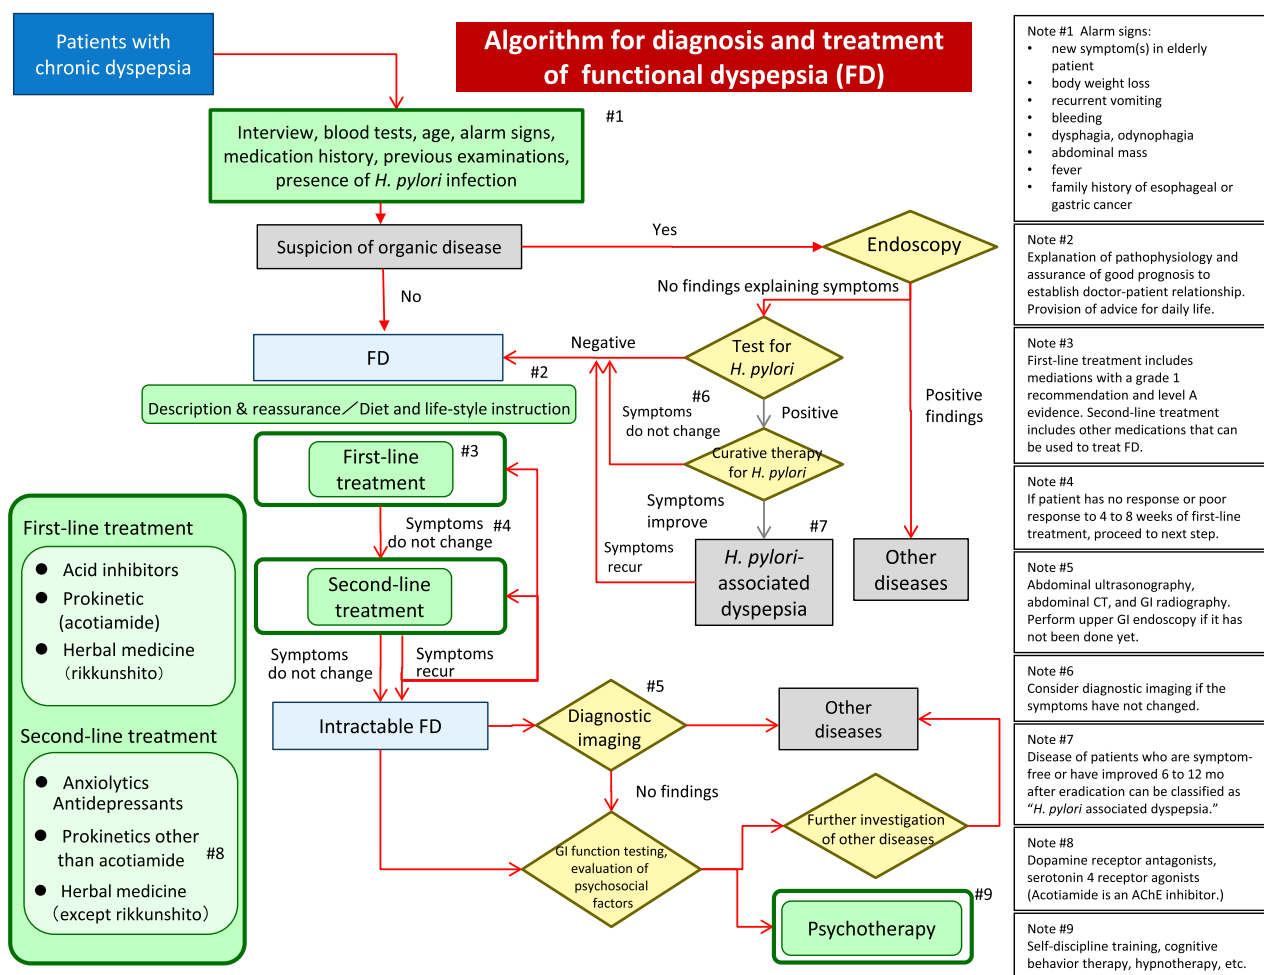 Patients with
chronic dyspepsia
Algorithm for diagnosis and treatment
of functional dyspepsia (FD)
#1
Interview, blood tests, age, alarm signs,
medication history, previous examinations,
presence of H. pylori infection
Suspicion of organic disease
Yes
Endoscopy
No
No findings explaining symptoms
FD
Negative
Test for
H. pylori
#2
Description & reassurance／Diet and life-style instruction
#6
Symptoms
do not change
Positive
Positive
findings
Curative therapy
for H. pylori
First-line
treatment
#3
Symptoms
do not change
#4
Symptoms
improve
#7
Symptoms
recur
H. pylori-
associated
dyspepsia
Other
diseases
Second-line
treatment
Symptoms
do not change
Symptoms
recur
Intractable FD
#5
Diagnostic
imaging
Other
diseases
No findings
Further investigation
of other diseases
GI function testing,
evaluation of
psychosocial
factors
#9
Psychotherapy
First-line treatment
● Acid inhibitors
● Prokinetic
(acotiamide)
● Herbal medicine
（rikkunshito）
Second-line treatment
● Anxiolytics
Antidepressants
● Prokinetics other
than acotiamide #8
● Herbal medicine
（except rikkunshito）
Note #1 Alarm signs:
• new symptom(s) in elderly
patient
• body weight loss
• recurrent vomiting
• bleeding
• dysphagia, odynophagia
• abdominal mass
• fever
• family history of esophageal or
gastric cancer
Note #2
Explanation of pathophysiology and
assurance of good prognosis to
establish doctor-patient relationship.
Provision of advice for daily life.
Note #3
First-line treatment includes
mediations with a grade 1
recommendation and level A
evidence. Second-line treatment
includes other medications that can
be used to treat FD.
Note #4
If patient has no response or poor
response to 4 to 8 weeks of first-line
treatment, proceed to next step.
Note #5
Abdominal ultrasonography,
abdominal CT, and GI radiography.
Perform upper GI endoscopy if it has
not been done yet.
Note #6
Consider diagnostic imaging if the
symptoms have not changed.
Note #7
Disease of patients who are symptom-
free or have improved 6 to 12 mo
after eradication can be classified as
“H. pylori associated dyspepsia.”
Note #8
Dopamine receptor antagonists,
serotonin 4 receptor agonists
(Acotiamide is an AChE inhibitor.)
Note #9
Self-discipline training, cognitive
behavior therapy, hypnotherapy, etc.